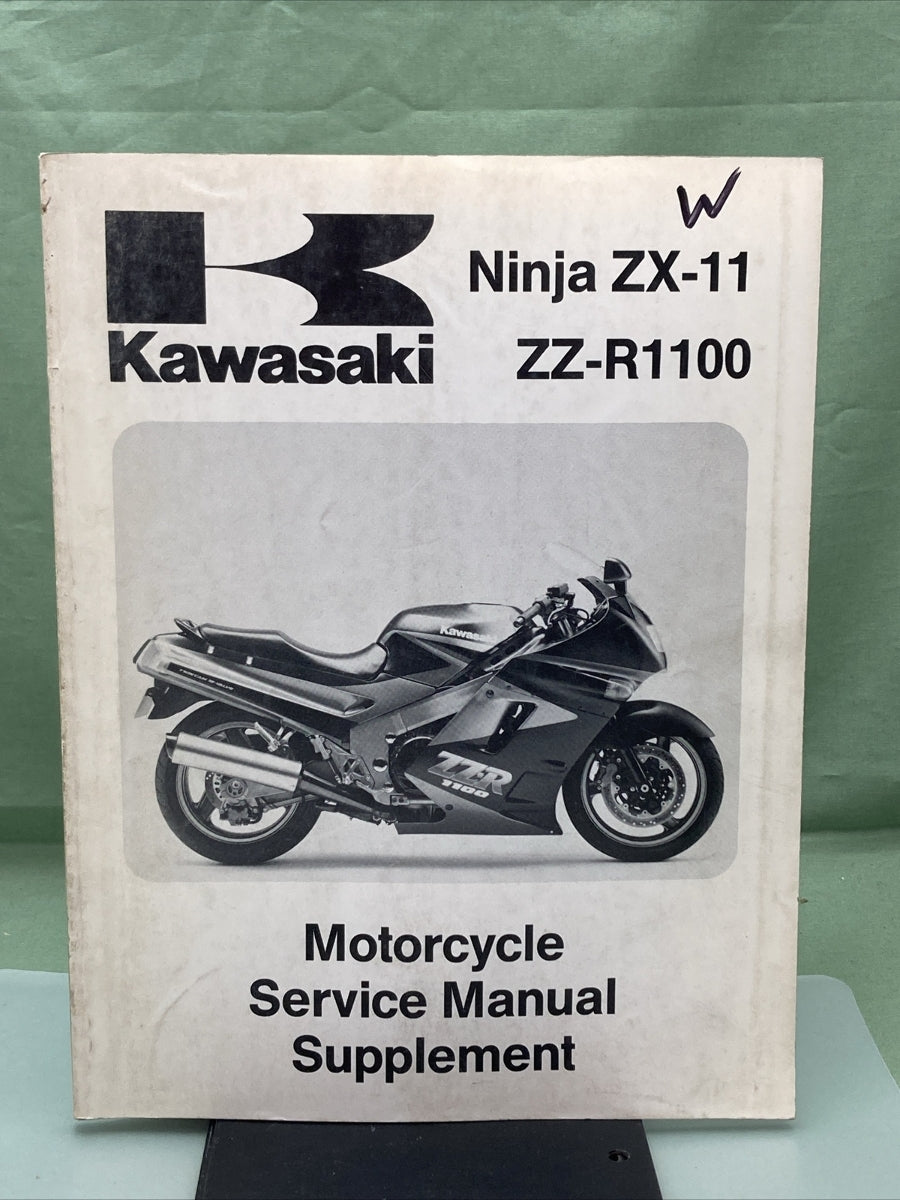 W
Ninja ZX-11
Kawasaki
ZZ-R1100
Kawasaki
ZZR
1100
Motorcycle
Service Manual
Supplement